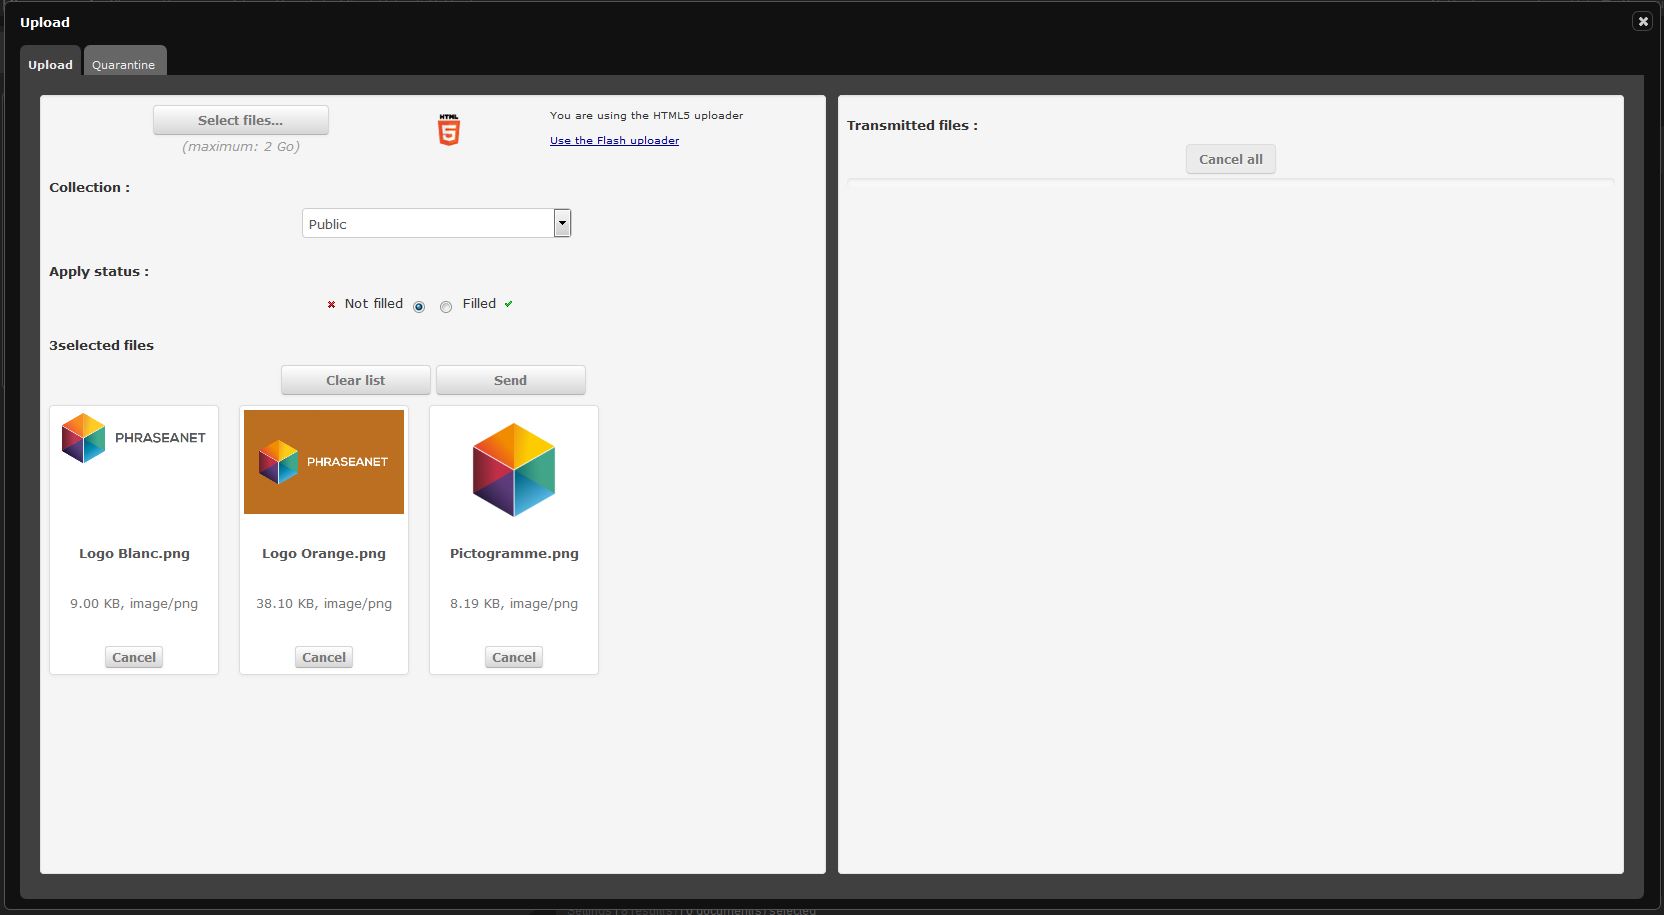 Upload
Upload
Quarantine
Select files...
(maximum: 2 Go)
HTML
5
You are using the HTML5 uploader
Use the Flash uploader
Collection :
Public
Apply status :
Not filled
Filled
3selected files
Clear list
Send
PHRASEANET
Logo Blanc.png
9.00 KB, image/png
Cancel
PHRASEANET
Logo Orange.png
38.10 KB, image/png
Cancel
Pictogramme.png
8.19 KB, image/png
Cancel
Transmitted files :
Cancel all